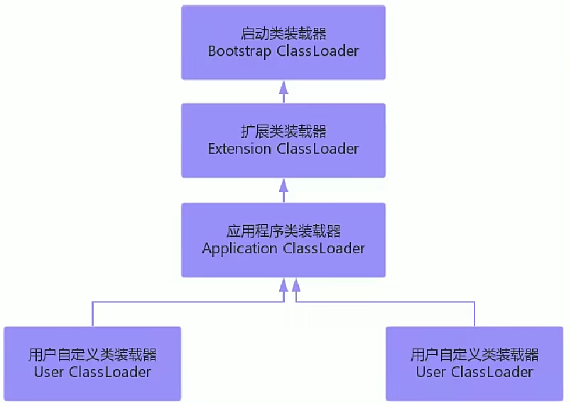 启动类装载器
Bootstrap ClassLoader
扩展类装载器
Extension ClassLoader
应用程序类装载器
Application ClassLoader
用户自定义类装载器
User ClassLoader
用户自定义类装载器
User ClassLoader